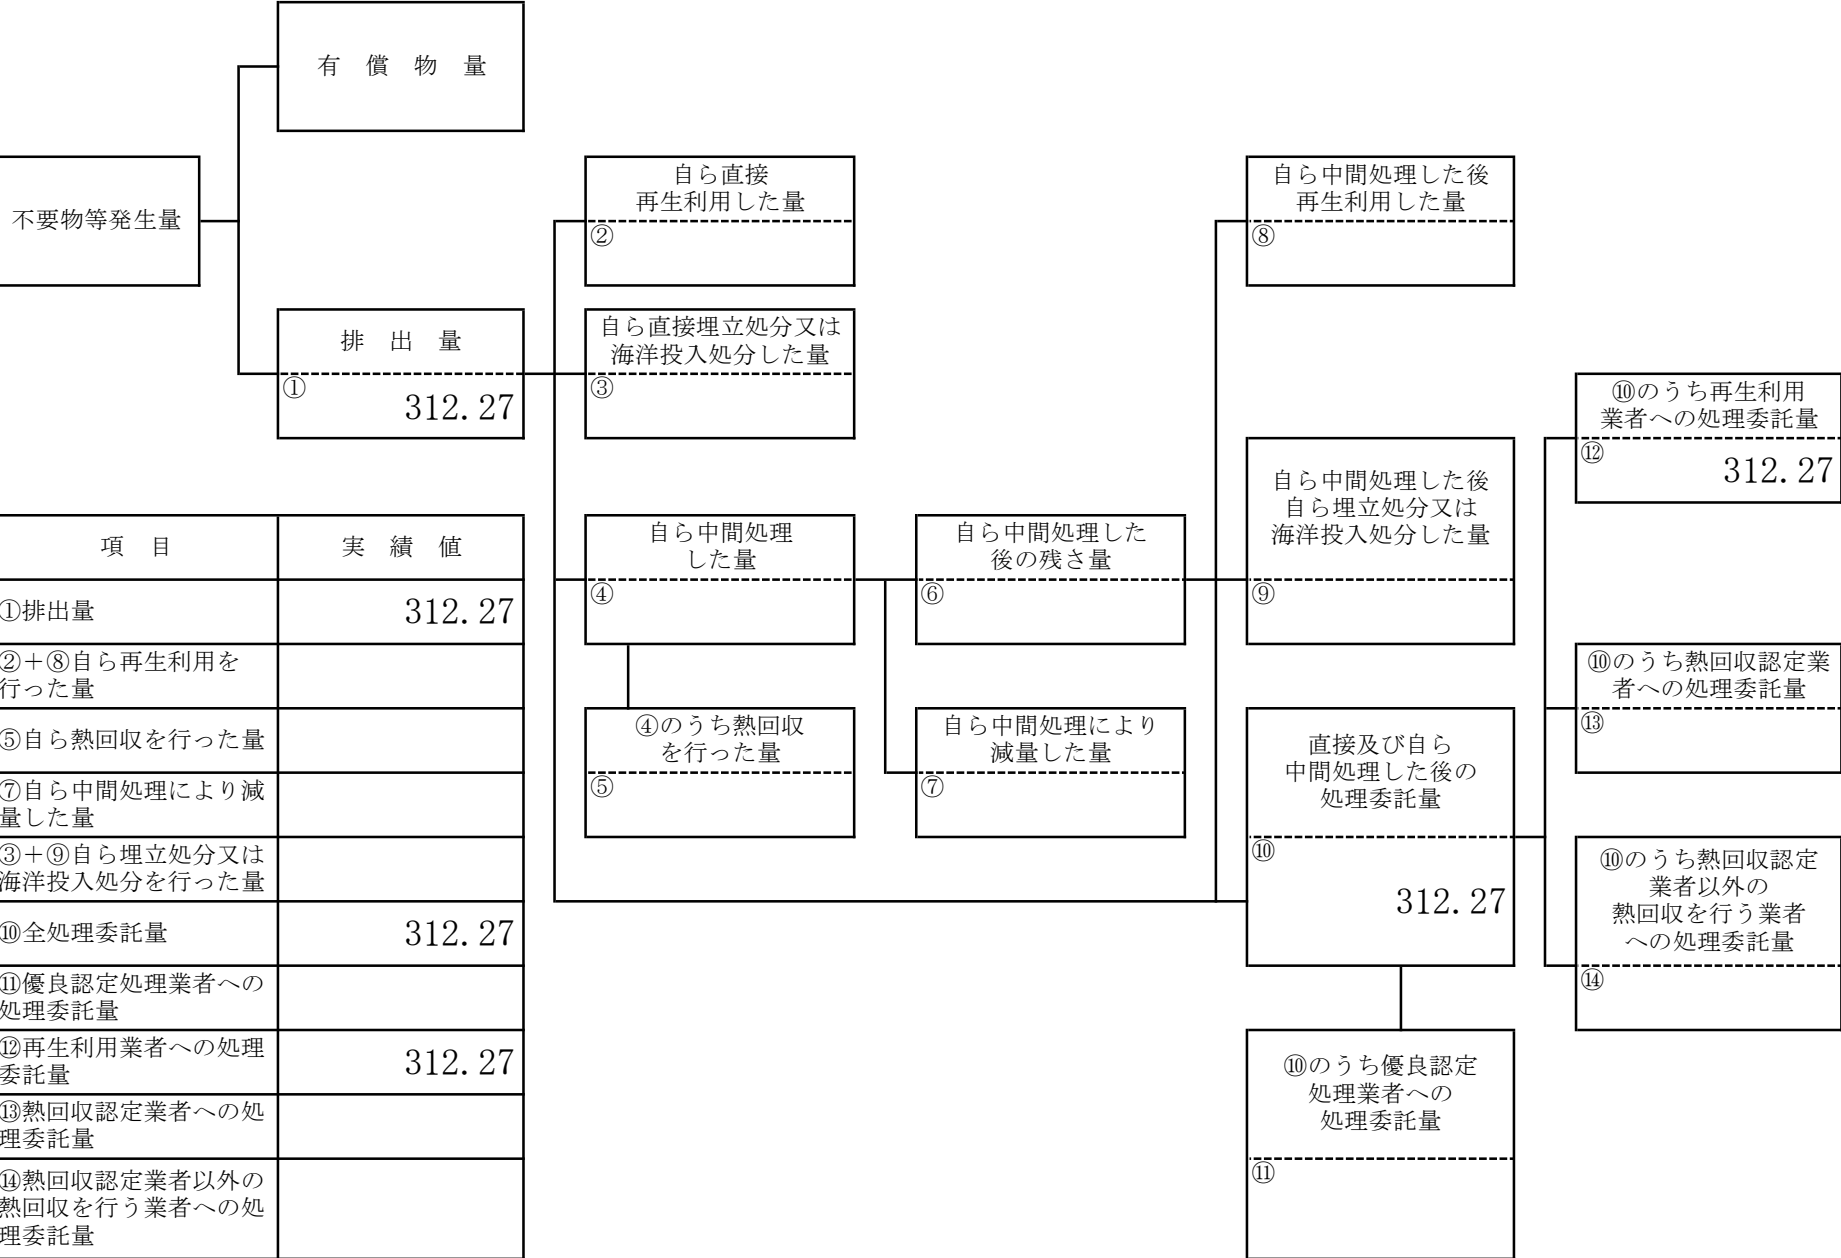 有 償 物 量
不要物等発生量
排 出 量
①
312.27
自ら直接
再生利用した量
②
自ら直接埋立処分又は
海洋投入処分した量
③
自ら中間処理
した量
④
④のうち熱回収
を行った量
⑤
自ら中間処理した
後の残さ量
⑥
自ら中間処理により
減量した量
⑦
自ら中間処理した後
再生利用した量
⑧
自ら中間処理した後
自ら埋立処分又は
海洋投入処分した量
⑨
直接及び自ら
中間処理した後の
処理委託量
⑩
312.27
⑩のうち優良認定
処理業者への
処理委託量
⑪
⑩のうち再生利用
業者への処理委託量
⑫
312.27
⑩のうち熱回収認定業
者への処理委託量
⑬
⑩のうち熱回収認定
業者以外の
熱回収を行う業者
への処理委託量
⑭
項 目 実 績 値
①排出量 312.27
②＋⑧自ら再生利用を
行った量
⑤自ら熱回収を行った量
⑦自ら中間処理により減
量した量
③＋⑨自ら埋立処分又は
海洋投入処分を行った量
⑩全処理委託量 312.27
⑪優良認定処理業者への
処理委託量
⑫再生利用業者への処理
委託量 312.27
⑬熱回収認定業者への処
理委託量
⑭熱回収認定業者以外の
熱回収を行う業者への処
理委託量